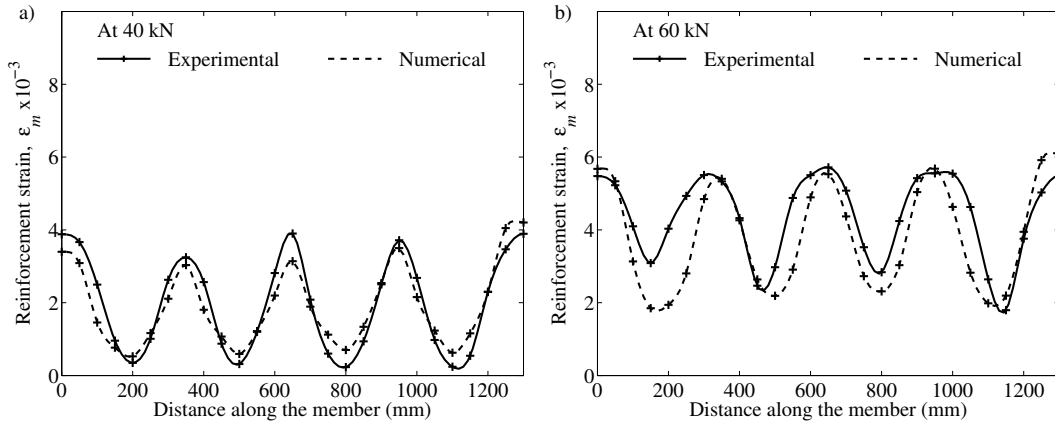 a)
At 40 kN
Experimental
Numerical
Reinforcement strain, ε_m x10⁻³
8
6
4
2
0
0 200 400 600 800 1000 1200
Distance along the member (mm)
b)
At 60 kN
Experimental
Numerical
Reinforcement strain, ε_m x10⁻³
8
6
4
2
0
0 200 400 600 800 1000 1200
Distance along the member (mm)